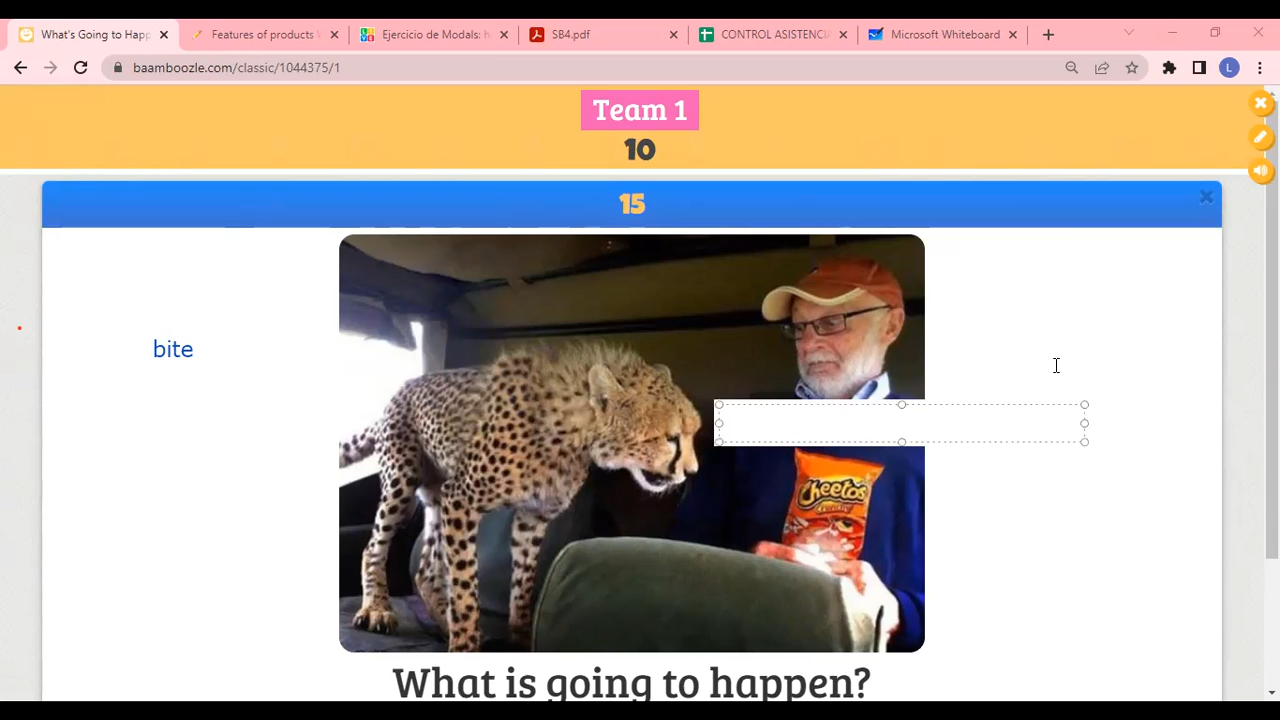 What's Going to Happ
Features of products
Ejercicio de Modals: h
SB4.pdf
CONTROL ASISTENCIA
Microsoft Whiteboard
baamboozle.com/classic/1044375/1
L
Team 1
10
15
bite
Cheetos
What is going to happen?